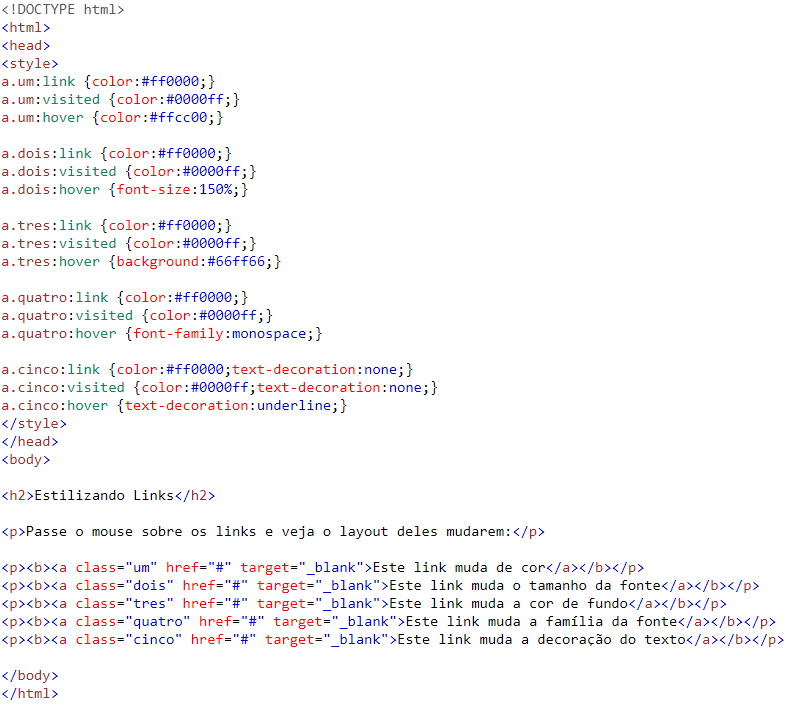 <!DOCTYPE html>
<html>
<head>
<style>
a.um:link {color:#ff0000;}
a.um:visited {color:#0000ff;}
a.um:hover {color:#ffcc00;}
a.dois:link {color:#ff0000;}
a.dois:visited {color:#0000ff;}
a.dois:hover {font-size:150%;}
a.tres:link {color:#ff0000;}
a.tres:visited {color:#0000ff;}
a.tres:hover {background:#66ff66;}
a.quatro:link {color:#ff0000;}
a.quatro:visited {color:#0000ff;}
a.quatro:hover {font-family:monospace;}
a.cinco:link {color:#ff0000;text-decoration:none;}
a.cinco:visited {color:#0000ff;text-decoration:none;}
a.cinco:hover {text-decoration:underline;}
</style>
</head>
<body>
<h2>Estilizando Links</h2>
<p>Passe o mouse sobre os links e veja o layout deles mudarem:</p>
<p><b><a class="um" href="#" target="_blank">Este link muda de cor</a></b></p>
<p><b><a class="dois" href="#" target="_blank">Este link muda o tamanho da fonte</a></b></p>
<p><b><a class="tres" href="#" target="_blank">Este link muda a cor de fundo</a></b></p>
<p><b><a class="quatro" href="#" target="_blank">Este link muda a família da fonte</a></b></p>
<p><b><a class="cinco" href="#" target="_blank">Este link muda a decoração do texto</a></b></p>
</body>
</html>